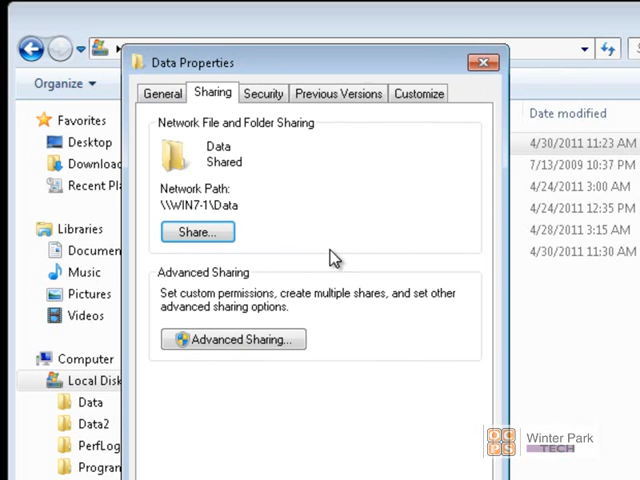 Data Properties
Organize
General
Sharing
Security
Previous Versions
Customize
Date modified
Favorites
Desktop
Download
Recent Pla
Libraries
Documen
Music
Pictures
Videos
Computer
Local Disk
Data
Data2
PerfLog
Program
Network File and Folder Sharing
Data
Shared
Network Path:
\\WIN7-1\Data
Share...
Advanced Sharing
Set custom permissions, create multiple shares, and set other
advanced sharing options.
Advanced Sharing...
4/30/2011 11:23 AM
7/13/2009 10:37 PM
4/24/2011 3:00 AM
4/24/2011 12:35 PM
4/28/2011 3:15 AM
4/30/2011 11:30 AM
OCPS
Winter Park
TECH